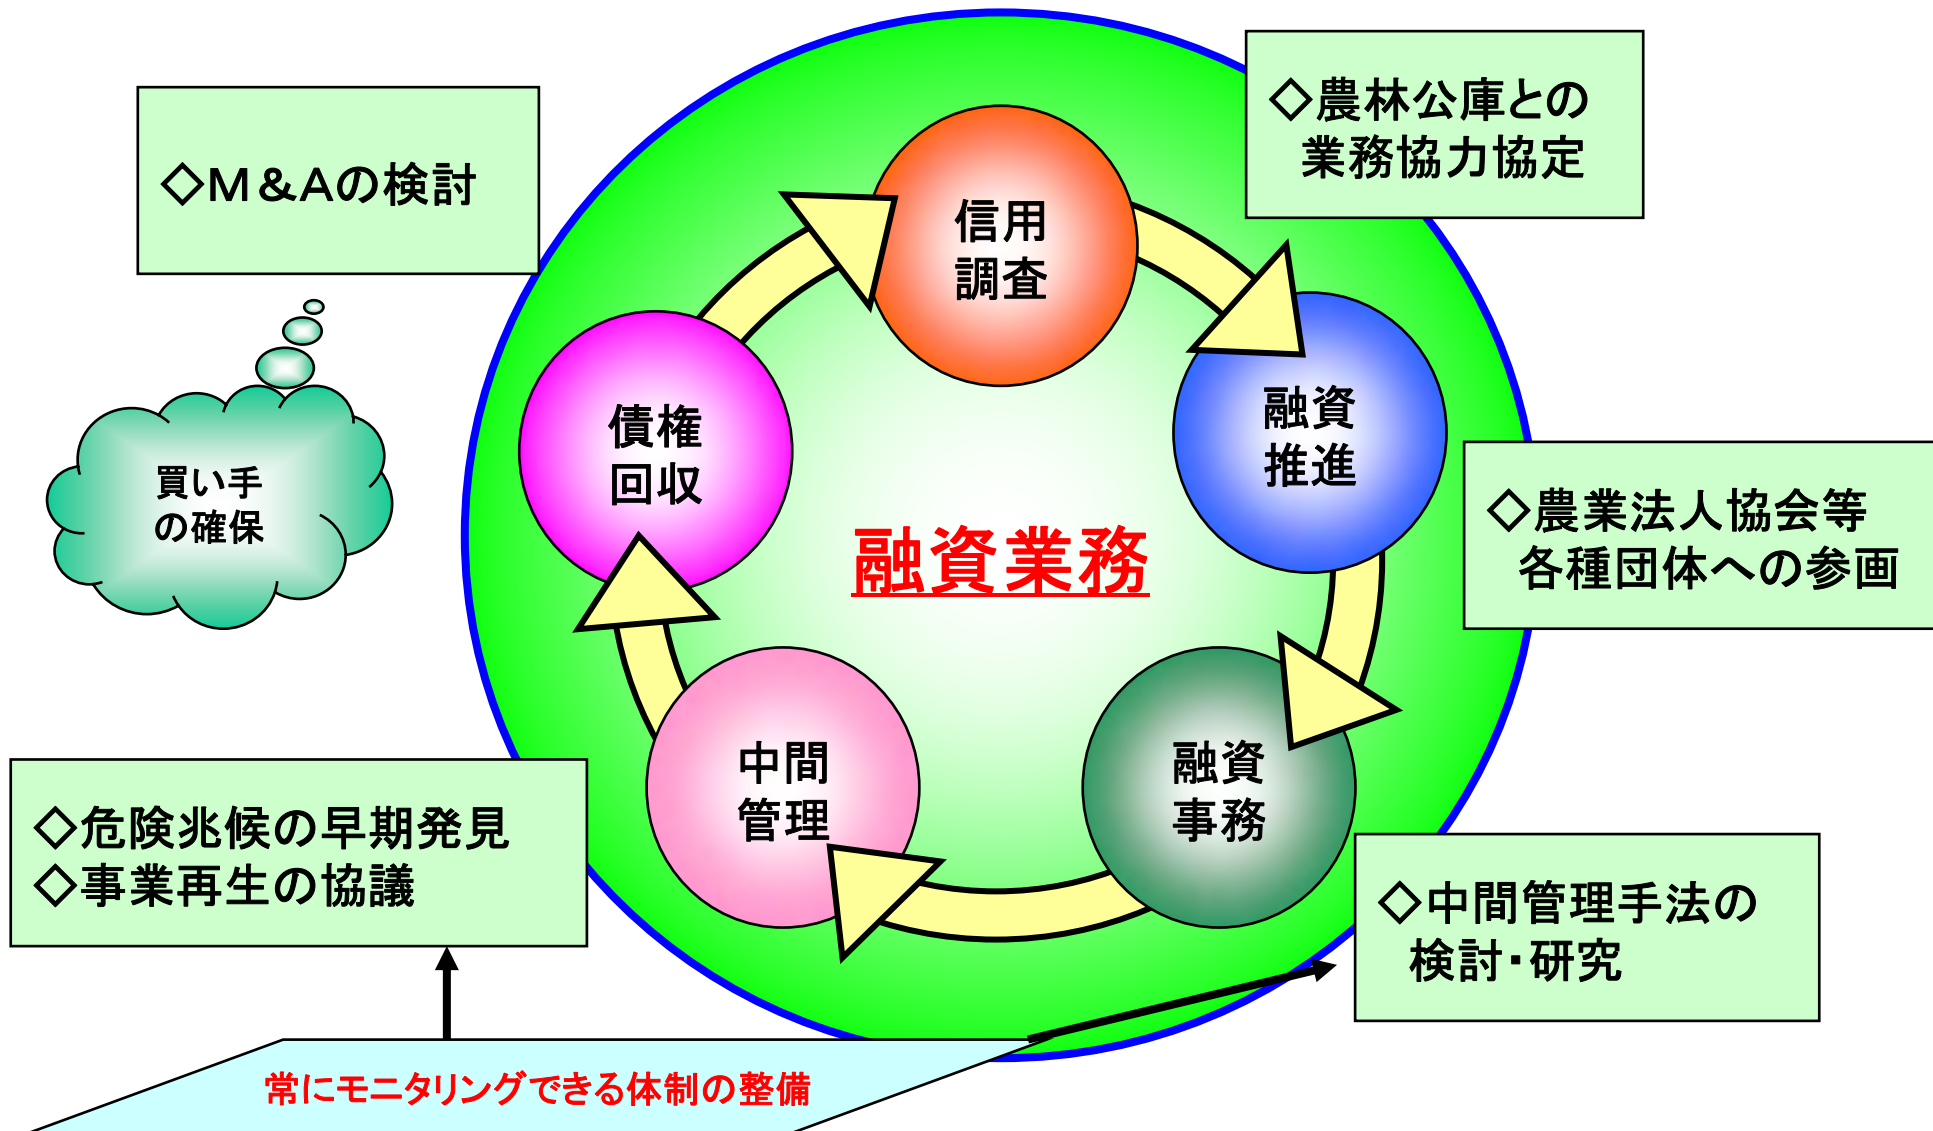 ◇M&Aの検討
◇農林公庫との
業務協力協定
信用
調査
融資
推進
債権
回収
買い手
の確保
融資業務
◇農業法人協会等
各種団体への参画
中間
管理
融資
事務
◇危険兆候の早期発見
◇事業再生の協議
◇中間管理手法の
検討・研究
常にモニタリングできる体制の整備